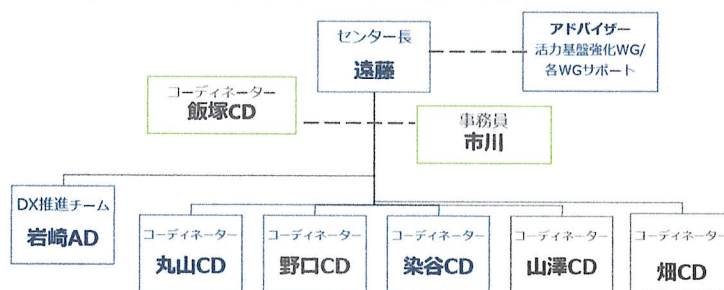 センター長
遠藤
アドバイザー
活力基盤強化WG/
各WGサポート
コーディネーター
飯塚CD
事務員
市川
DX推進チーム
岩崎AD
コーディネーター
丸山CD
コーディネーター
野口CD
コーディネーター
染谷CD
コーディネーター
山澤CD
コーディネーター
畑CD